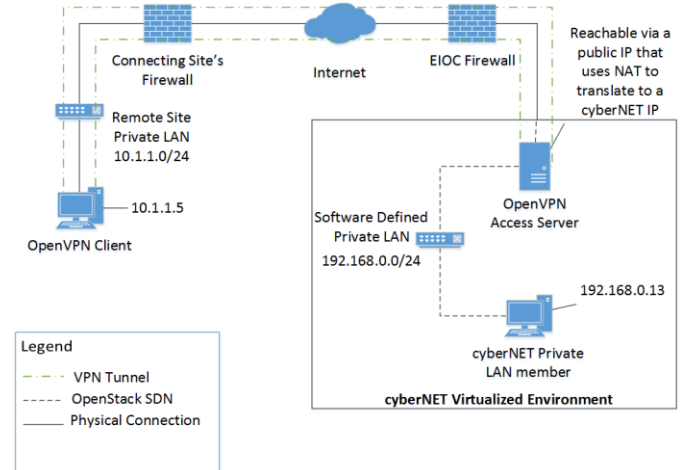 Connecting Site's
Firewall
Internet
EIOC Firewall
Reachable via a
public IP that
uses NAT to
translate to a
cyberNET IP
Remote Site
Private LAN
10.1.1.0/24
10.1.1.5
OpenVPN Client
OpenVPN
Access Server
Software Defined
Private LAN
192.168.0.0/24
192.168.0.13
cyberNET Private
LAN member
cyberNET Virtualized Environment
Legend
VPN Tunnel
OpenStack SDN
Physical Connection